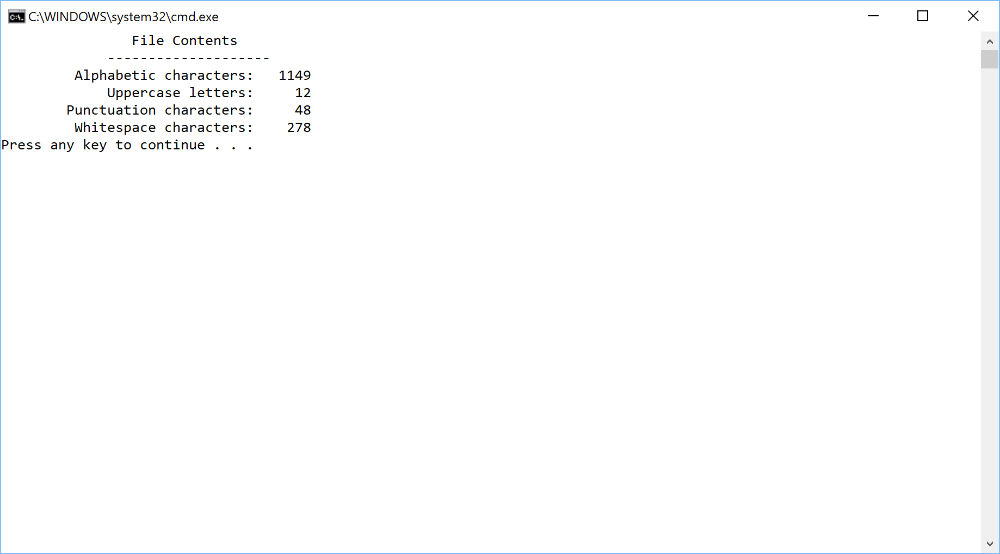 C:\WINDOWS\system32\cmd.exe
File Contents
--------------------
Alphabetic characters: 1149
Uppercase letters: 12
Punctuation characters: 48
Whitespace characters: 278
Press any key to continue . . .